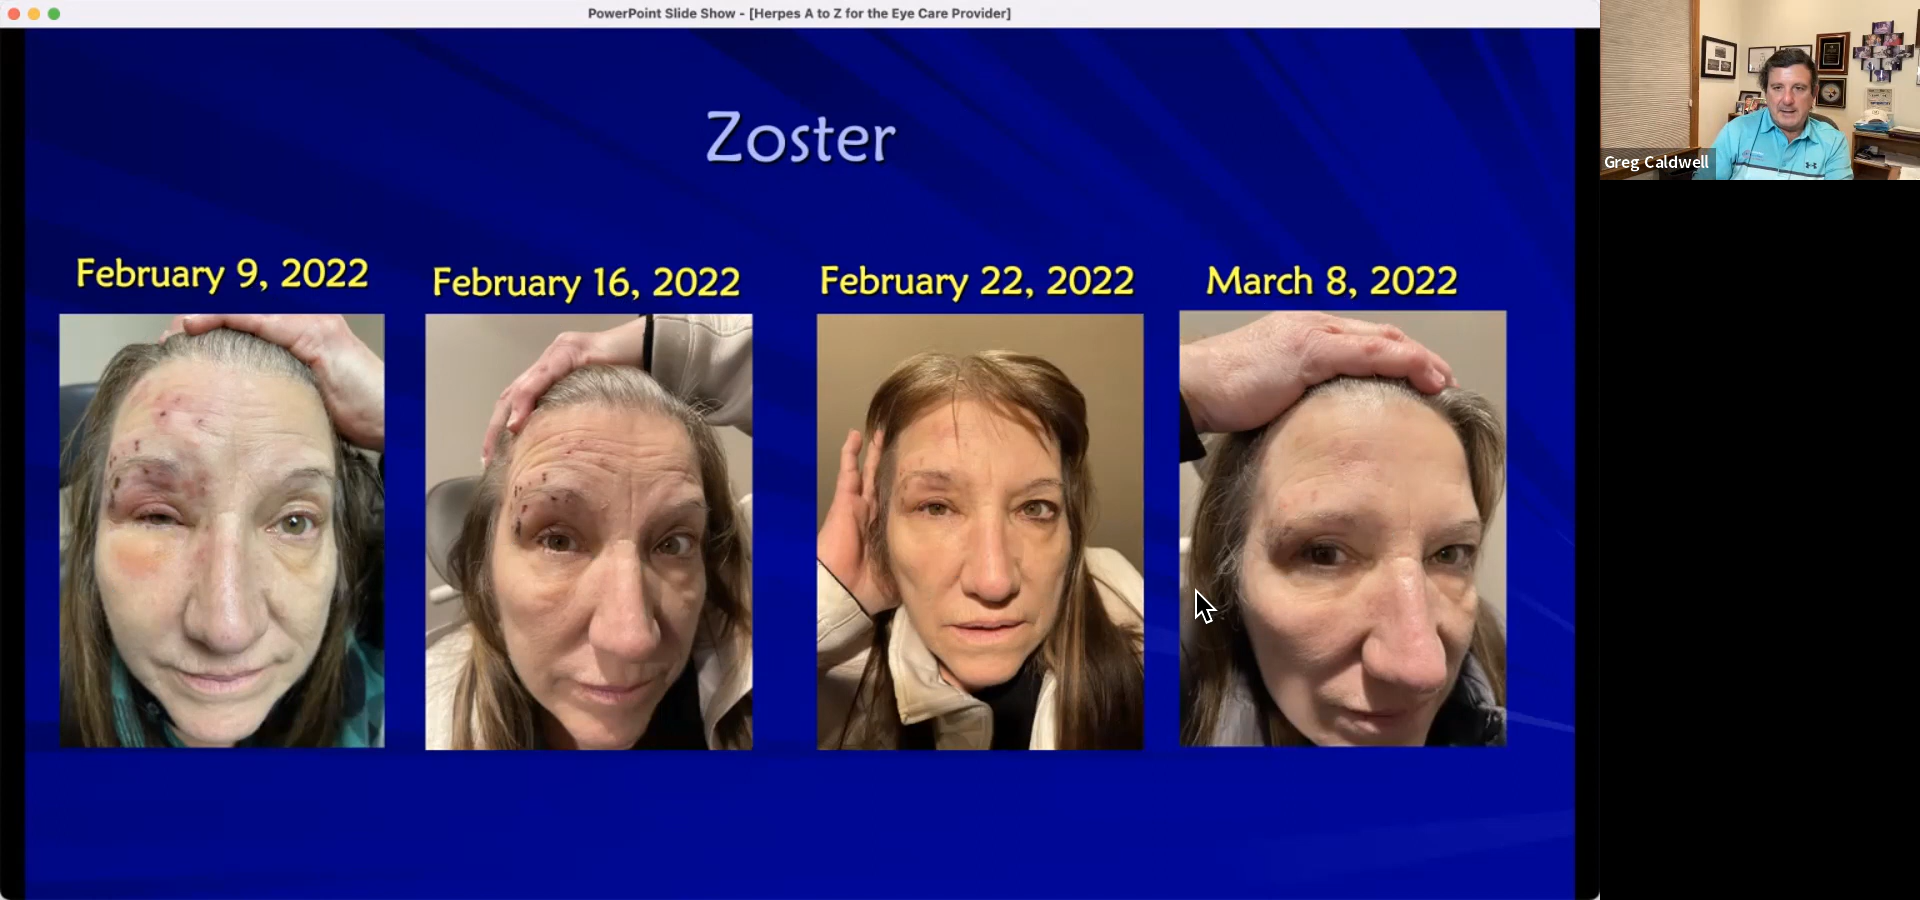 PowerPoint Slide Show - [Herpes A to Z for the Eye Care Provider]
Zoster
February 9, 2022
February 16, 2022
February 22, 2022
March 8, 2022
Greg Caldwell